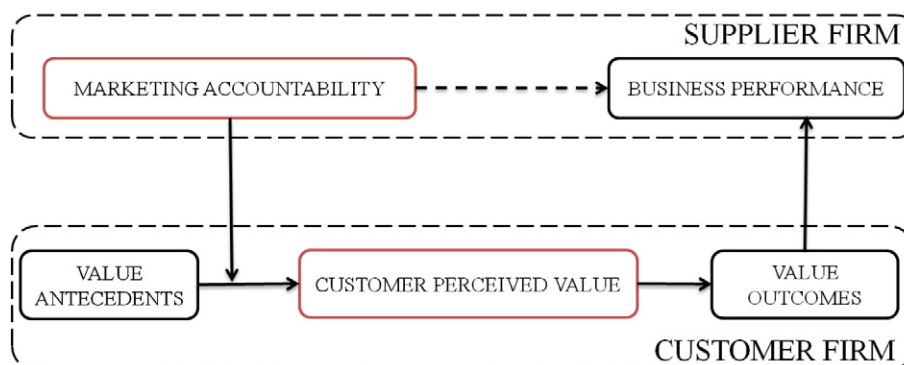 SUPPLIER FIRM
MARKETING ACCOUNTABILITY
BUSINESS PERFORMANCE
VALUE
ANTECEDENTS
CUSTOMER PERCEIVED VALUE
VALUE
OUTCOMES
CUSTOMER FIRM